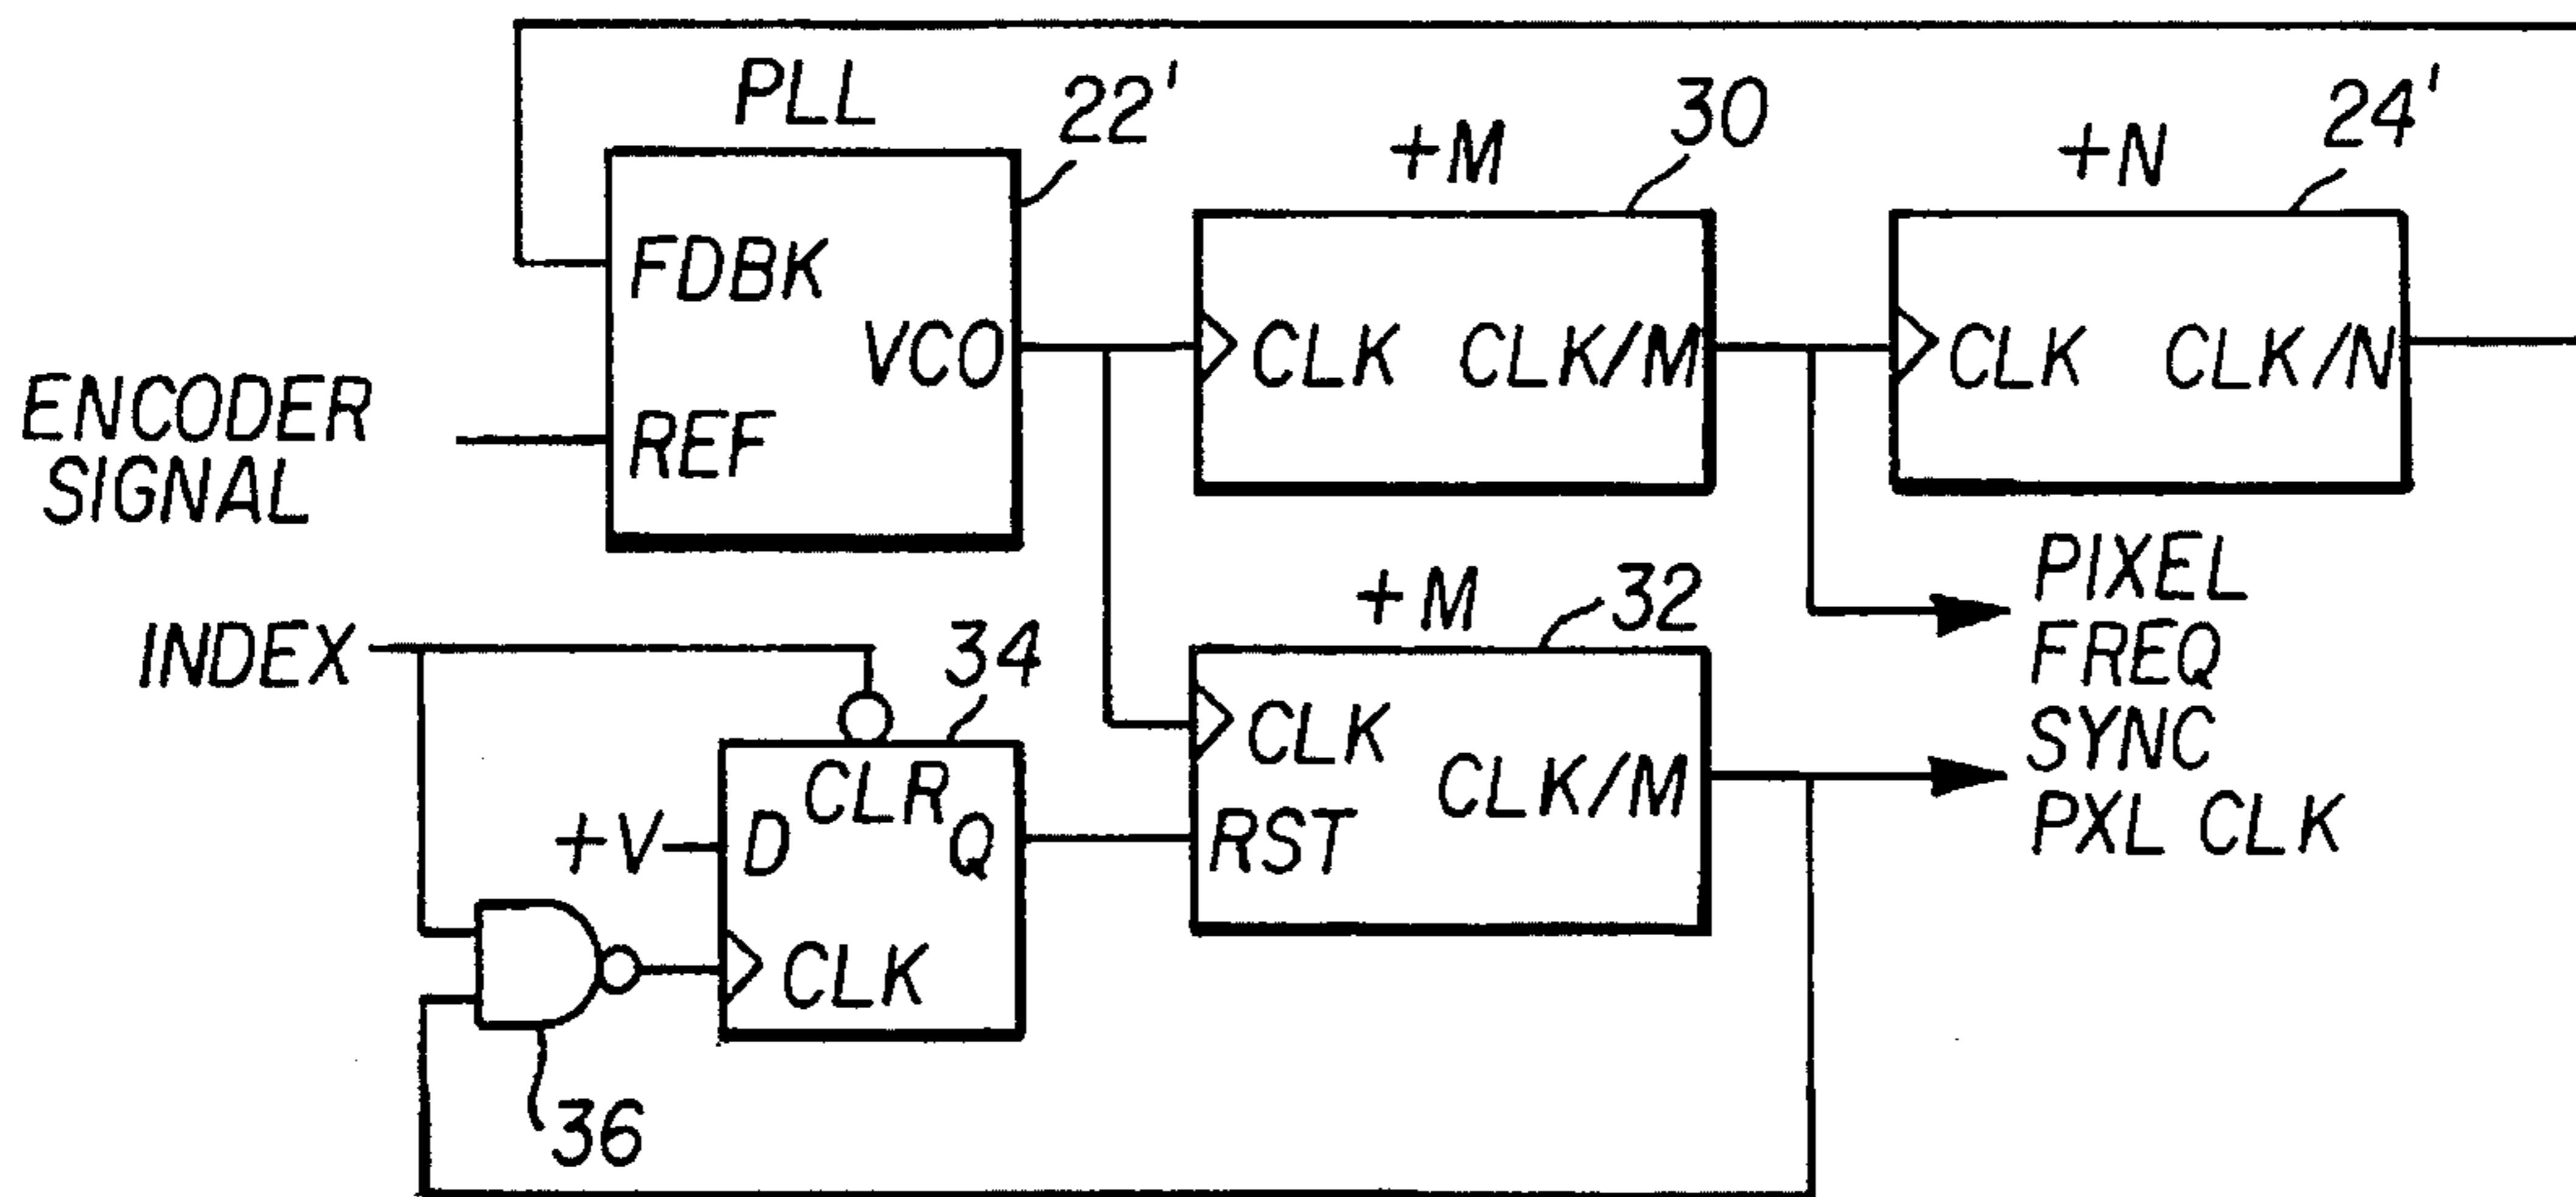 PLL
22'
+M
30
+N
24'
FDBK
VCO
REF
CLK CLK/M
CLK CLK/N
ENCODER
SIGNAL
INDEX
34
+M
32
PIXEL
FREQ
SYNC
PXL CLK
+V
D
CLR
Q
CLK
CLK
CLK/M
RST
36